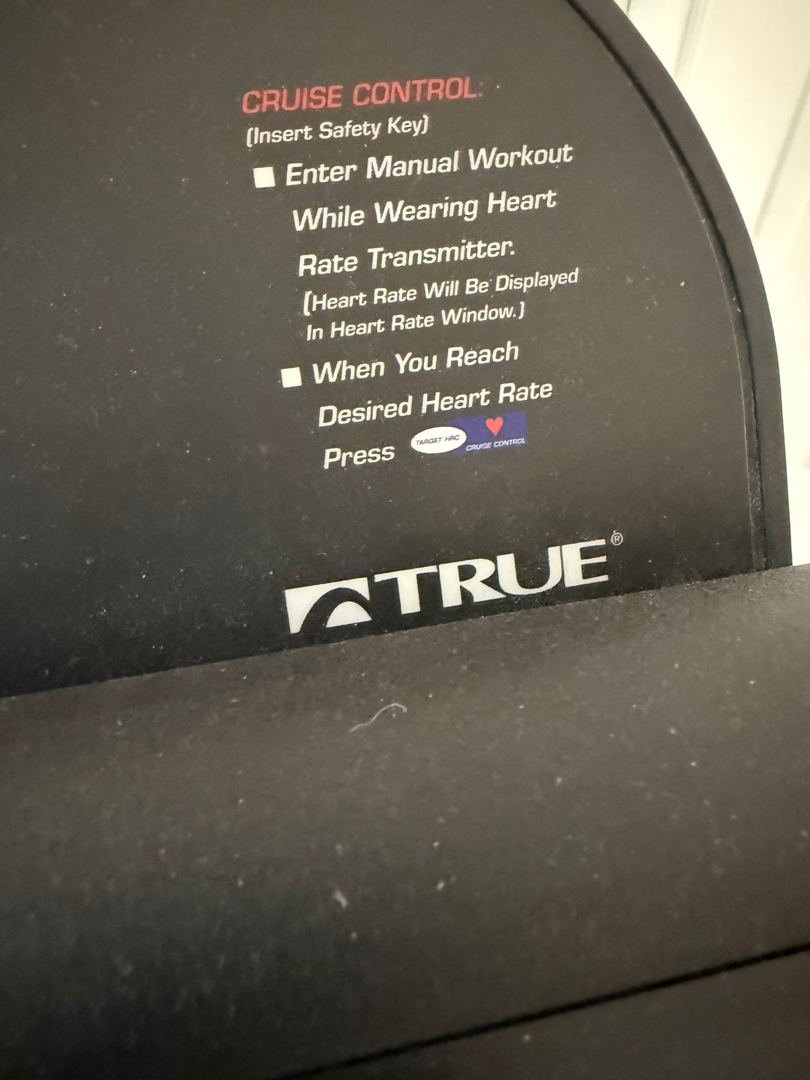 CRUISE CONTROL:
(Insert Safety Key)
■ Enter Manual Workout
While Wearing Heart
Rate Transmitter.
(Heart Rate Will Be Displayed
In Heart Rate Window.)
■ When You Reach
Desired Heart Rate
Press TARGET HRC CRUISE CONTROL
TRUE®